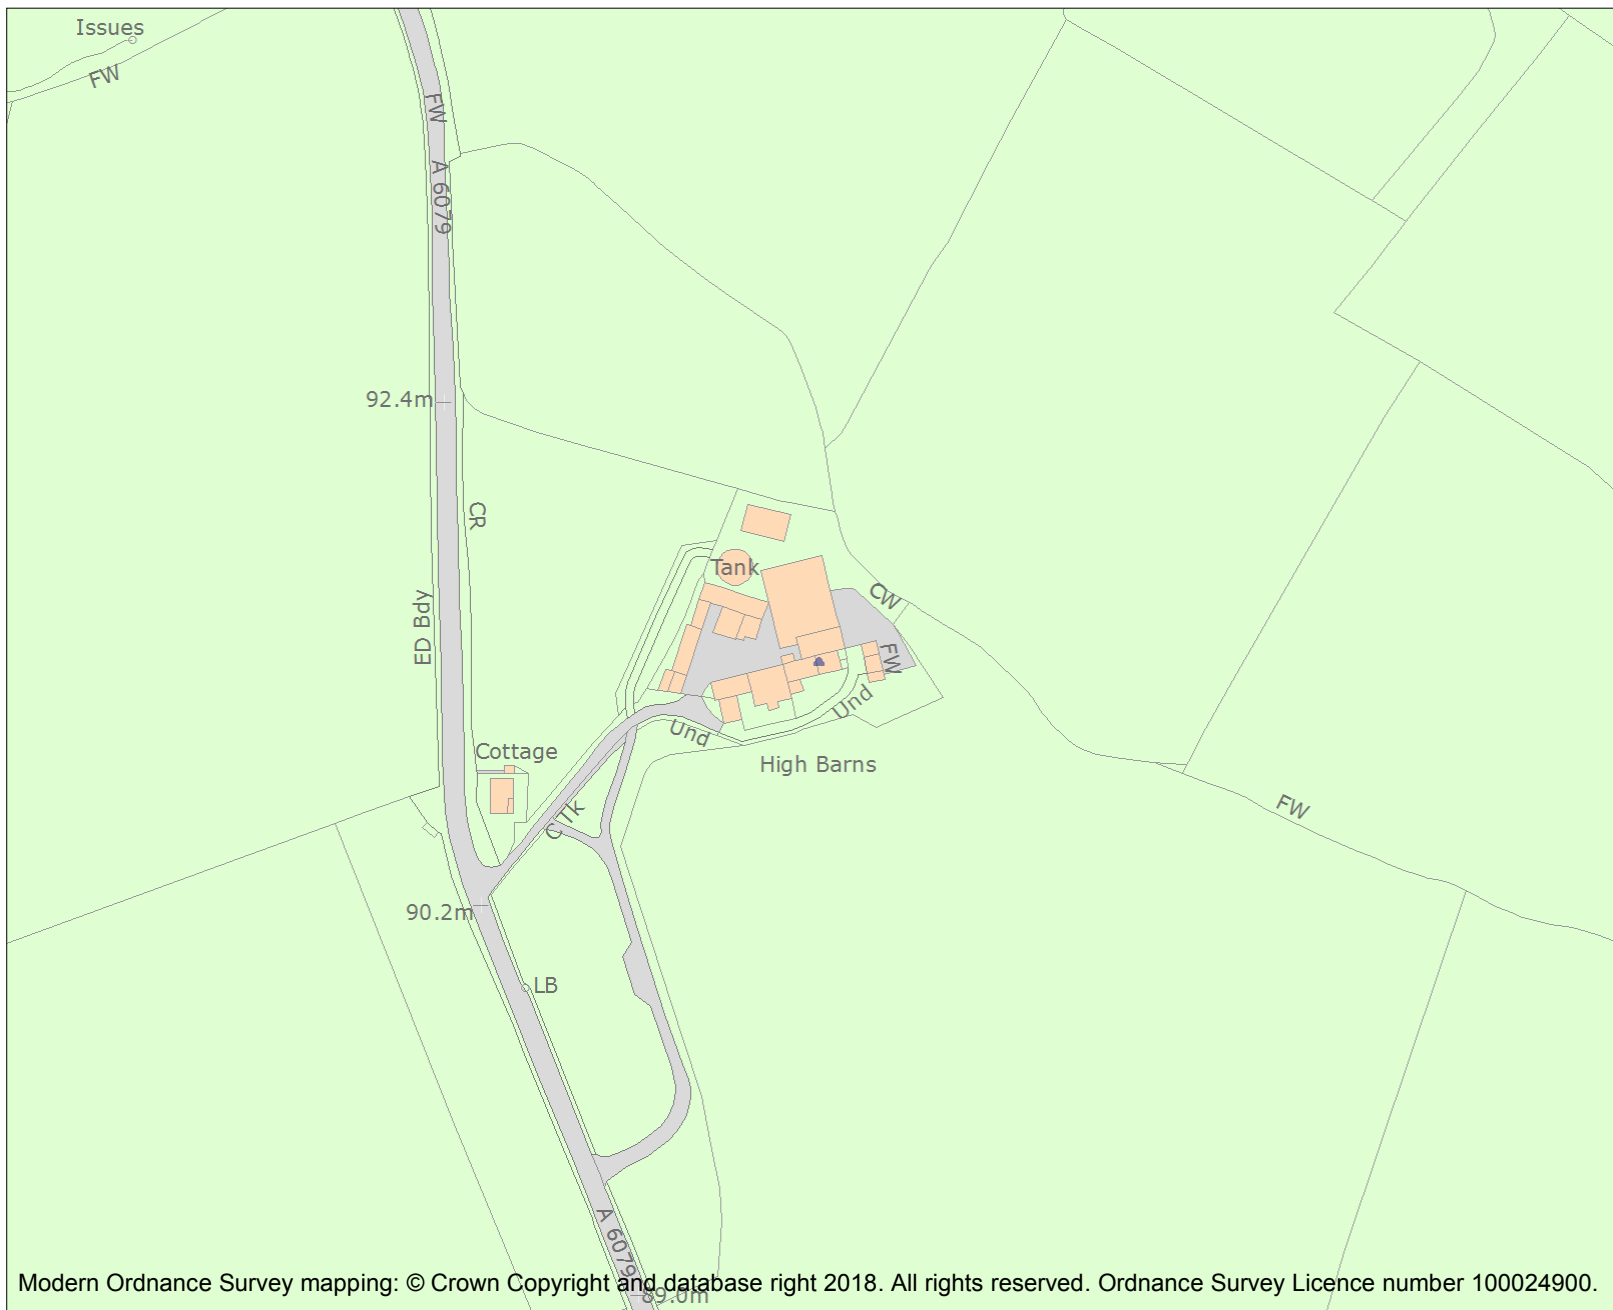 Issues
FW
FW
A 6079
92.4m
CR
Tank
CW
ED Bdy
FW
Und
Und
Cottage
High Barns
C Tk
FW
90.2m
LB
A 6079
Modern Ordnance Survey mapping: © Crown Copyright and database right 2018. All rights reserved. Ordnance Survey Licence number 100024900.
89.0m